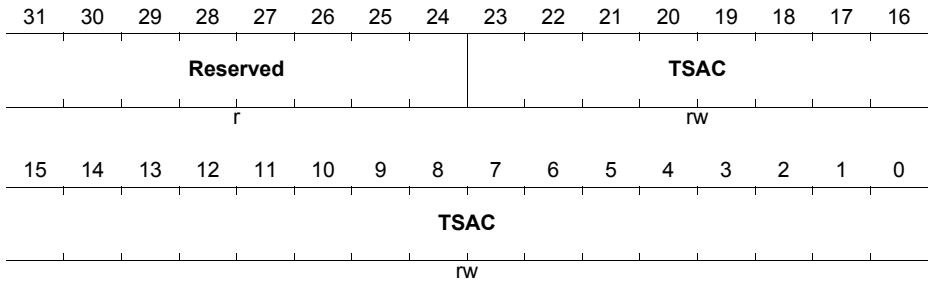 31 30 29 28 27 26 25 24 23 22 21 20 19 18 17 16
Reserved TSAC
r rw
15 14 13 12 11 10 9 8 7 6 5 4 3 2 1 0
TSAC
rw